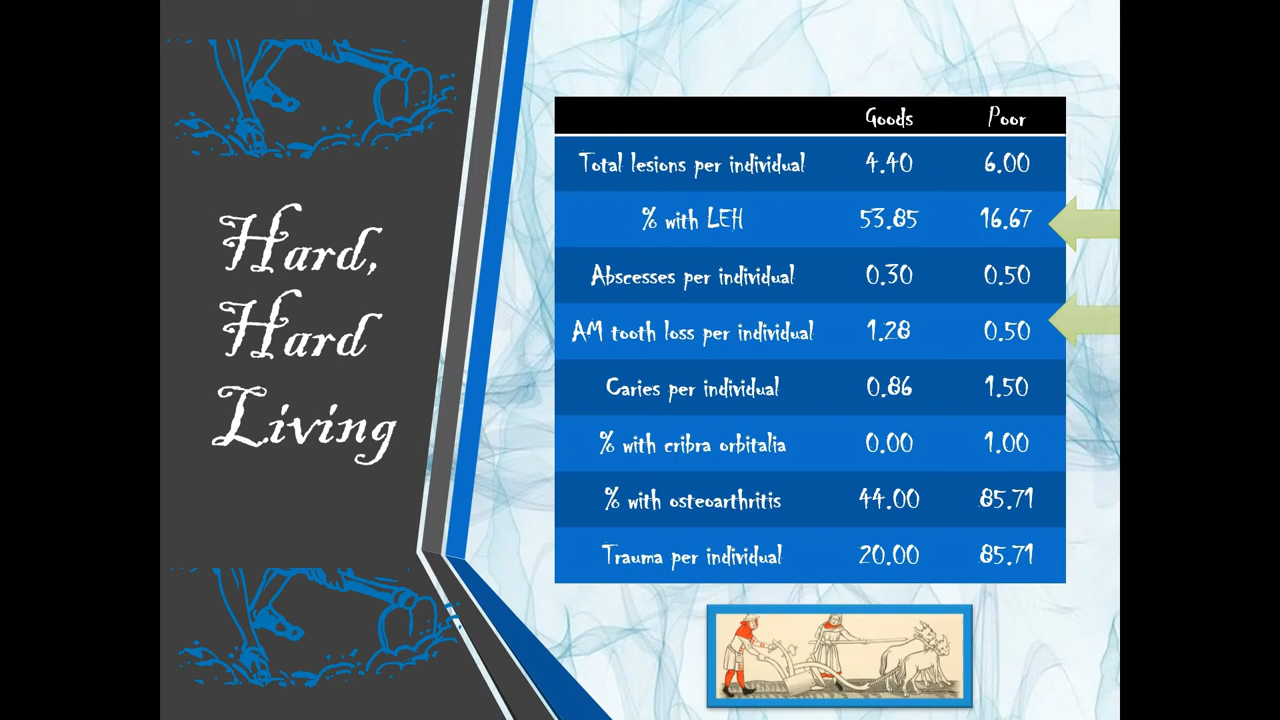 Hard,
Hard
Living
Goods Poor
Total lesions per individual 4.40 6.00
% with LEH 53.85 16.67
Abscesses per individual 0.30 0.50
AM tooth loss per individual 1.28 0.50
Caries per individual 0.86 1.50
% with cribra orbitalia 0.00 1.00
% with osteoarthritis 44.00 85.71
Trauma per individual 20.00 85.71